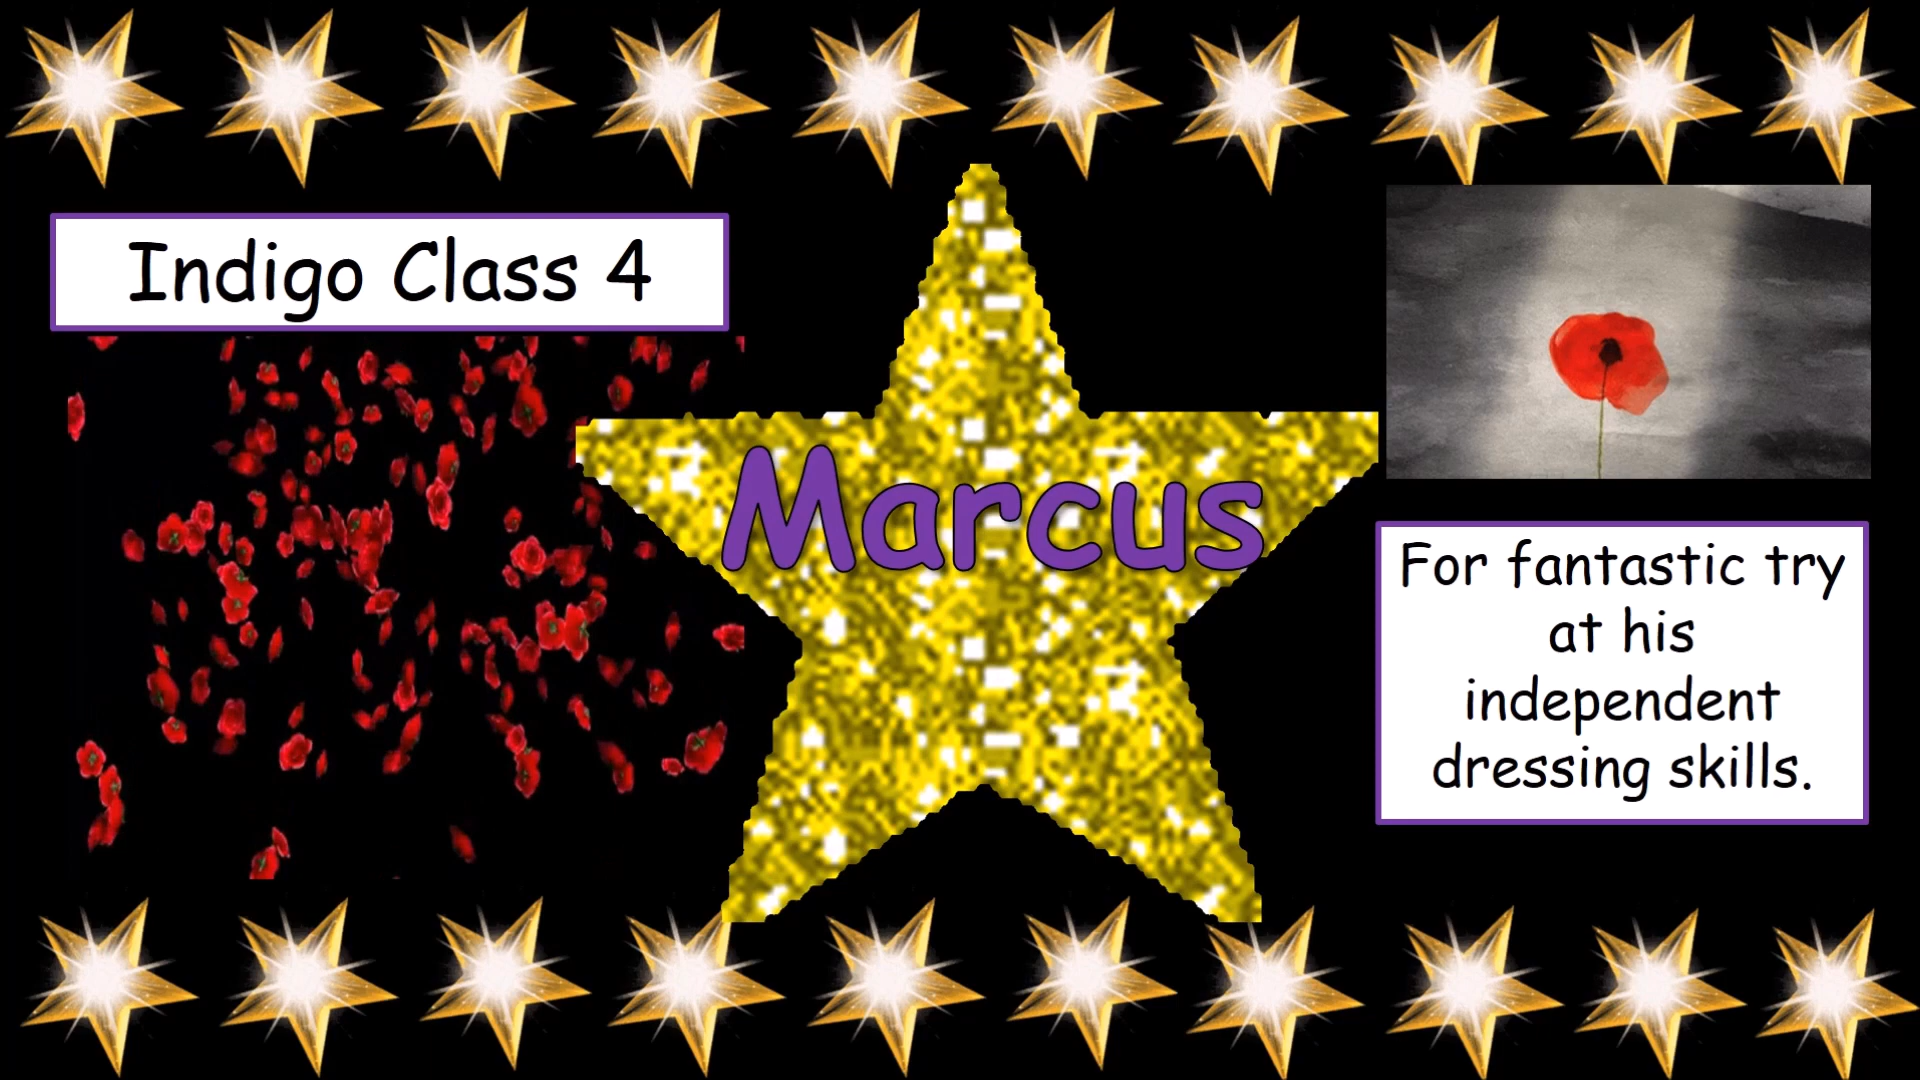 Indigo Class 4
Marcus
For fantastic try
at his
independent
dressing skills.